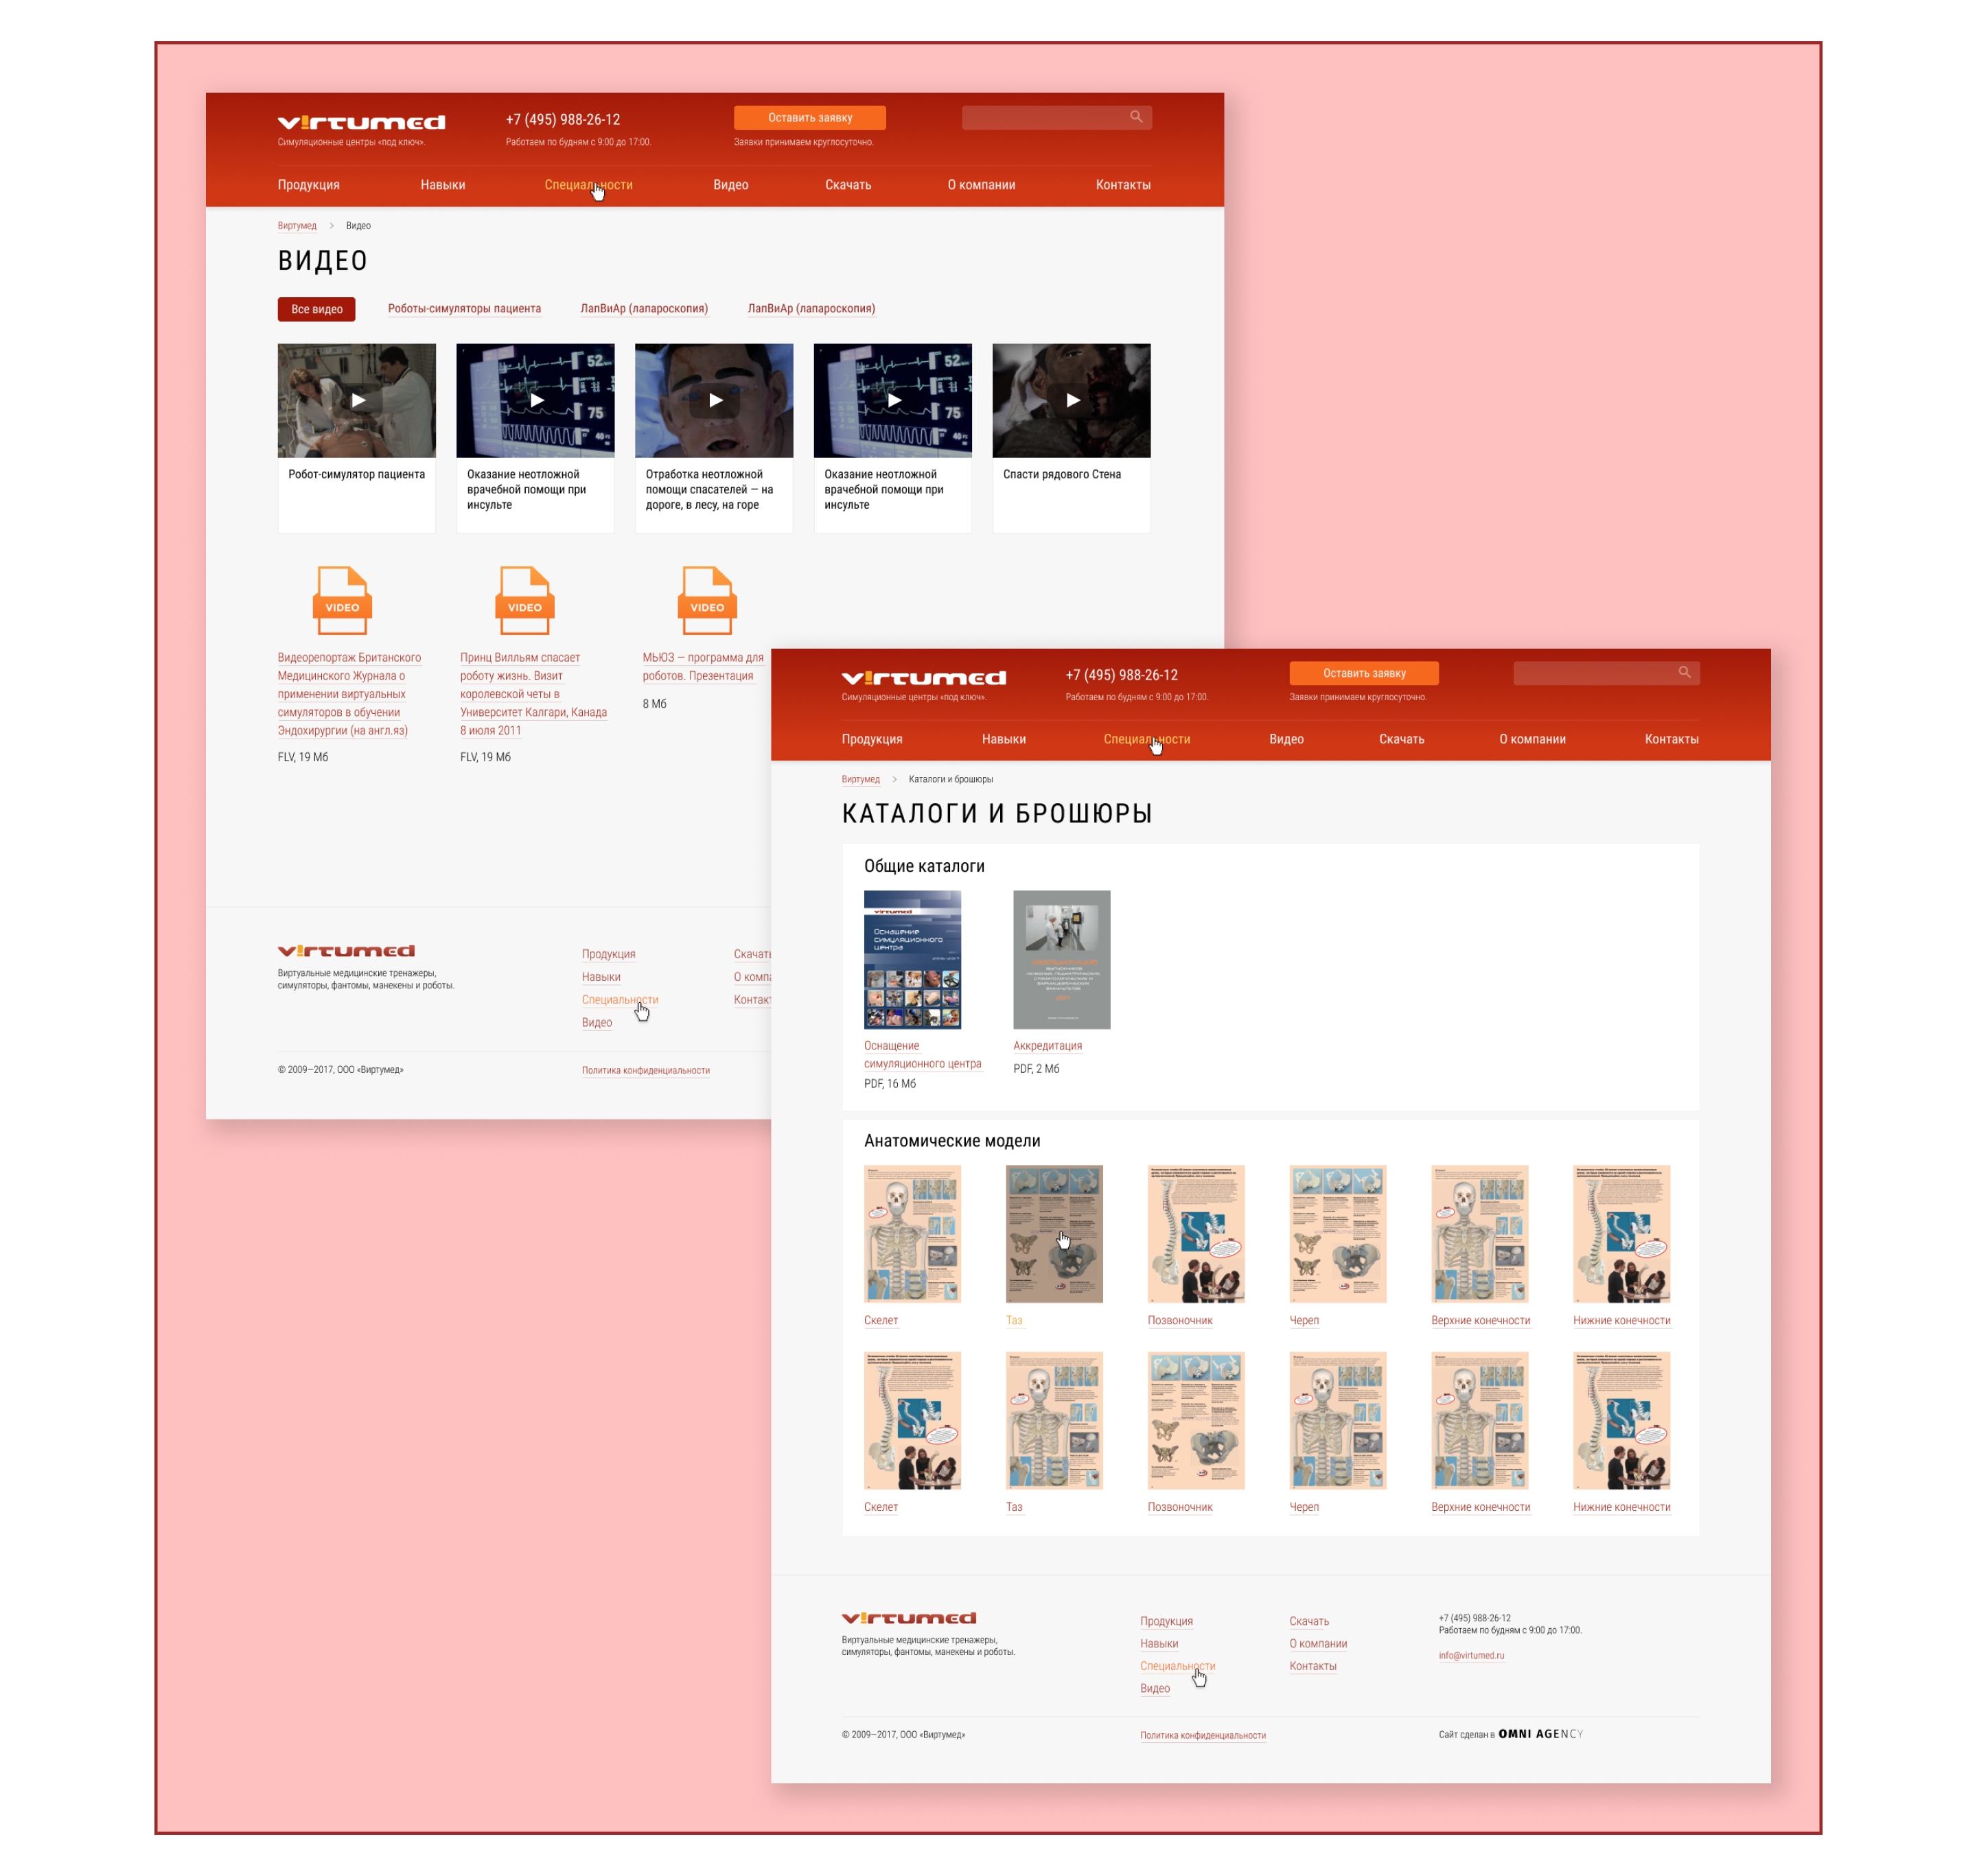 virtumed
Симуляционные центры «под ключ».
+7 (495) 988-26-12
Работаем по будням с 9:00 до 17:00.
Оставить заявку
Заявки принимаем круглосуточно.
Продукция Навыки Специальности Видео Скачать О компании Контакты
Виртумед > Видео
ВИДЕО
Все видео Роботы-симуляторы пациента ЛапВиАр (лапароскопия) ЛапВиАр (лапароскопия)
52
75
52
75
Робот-симулятор пациента
Оказание неотложной
врачебной помощи при
инсульте
Отработка неотложной
помощи спасателей — на
дороге, в лесу, на горе
Оказание неотложной
врачебной помощи при
инсульте
Спасти рядового Стена
VIDEO
VIDEO
VIDEO
Видеорепортаж Британского
Медицинского Журнала о
применении виртуальных
симуляторов в обучении
Эндохирургии (на англ.яз)
FLV, 19 Мб
Принц Вилльям спасает
роботу жизнь. Визит
королевской четы в
Университет Калгари, Канада
8 июля 2011
FLV, 19 Мб
МЬЮЗ — программа для
роботов. Презентация
8 Мб
virtumed
Виртуальные медицинские тренажеры,
симуляторы, фантомы, манекены и роботы.
Продукция
Навыки
Специальности
Видео
Скачать
О компа
Контак
© 2009—2017, ООО «Виртумед»
Политика конфиденциальности
virtumed
Симуляционные центры «под ключ».
+7 (495) 988-26-12
Работаем по будням с 9:00 до 17:00.
Оставить заявку
Заявки принимаем круглосуточно.
Продукция Навыки Специальности Видео Скачать О компании Контакты
Виртумед > Каталоги и брошюры
КАТАЛОГИ И БРОШЮРЫ
Общие каталоги
virtumed
Оснащение
симуляционного
центра
Оснащение
симуляционного центра
PDF, 16 Мб
Аккредитация
PDF, 2 Мб
Анатомические модели
Скелет Таз Позвоночник Череп Верхние конечности Нижние конечности
Скелет Таз Позвоночник Череп Верхние конечности Нижние конечности
virtumed
Виртуальные медицинские тренажеры,
симуляторы, фантомы, манекены и роботы.
Продукция
Навыки
Специальности
Видео
Скачать
О компании
Контакты
+7 (495) 988-26-12
Работаем по будням с 9:00 до 17:00.
info@virtumed.ru
© 2009—2017, ООО «Виртумед»
Политика конфиденциальности
Сайт сделан в OMNI AGENCY